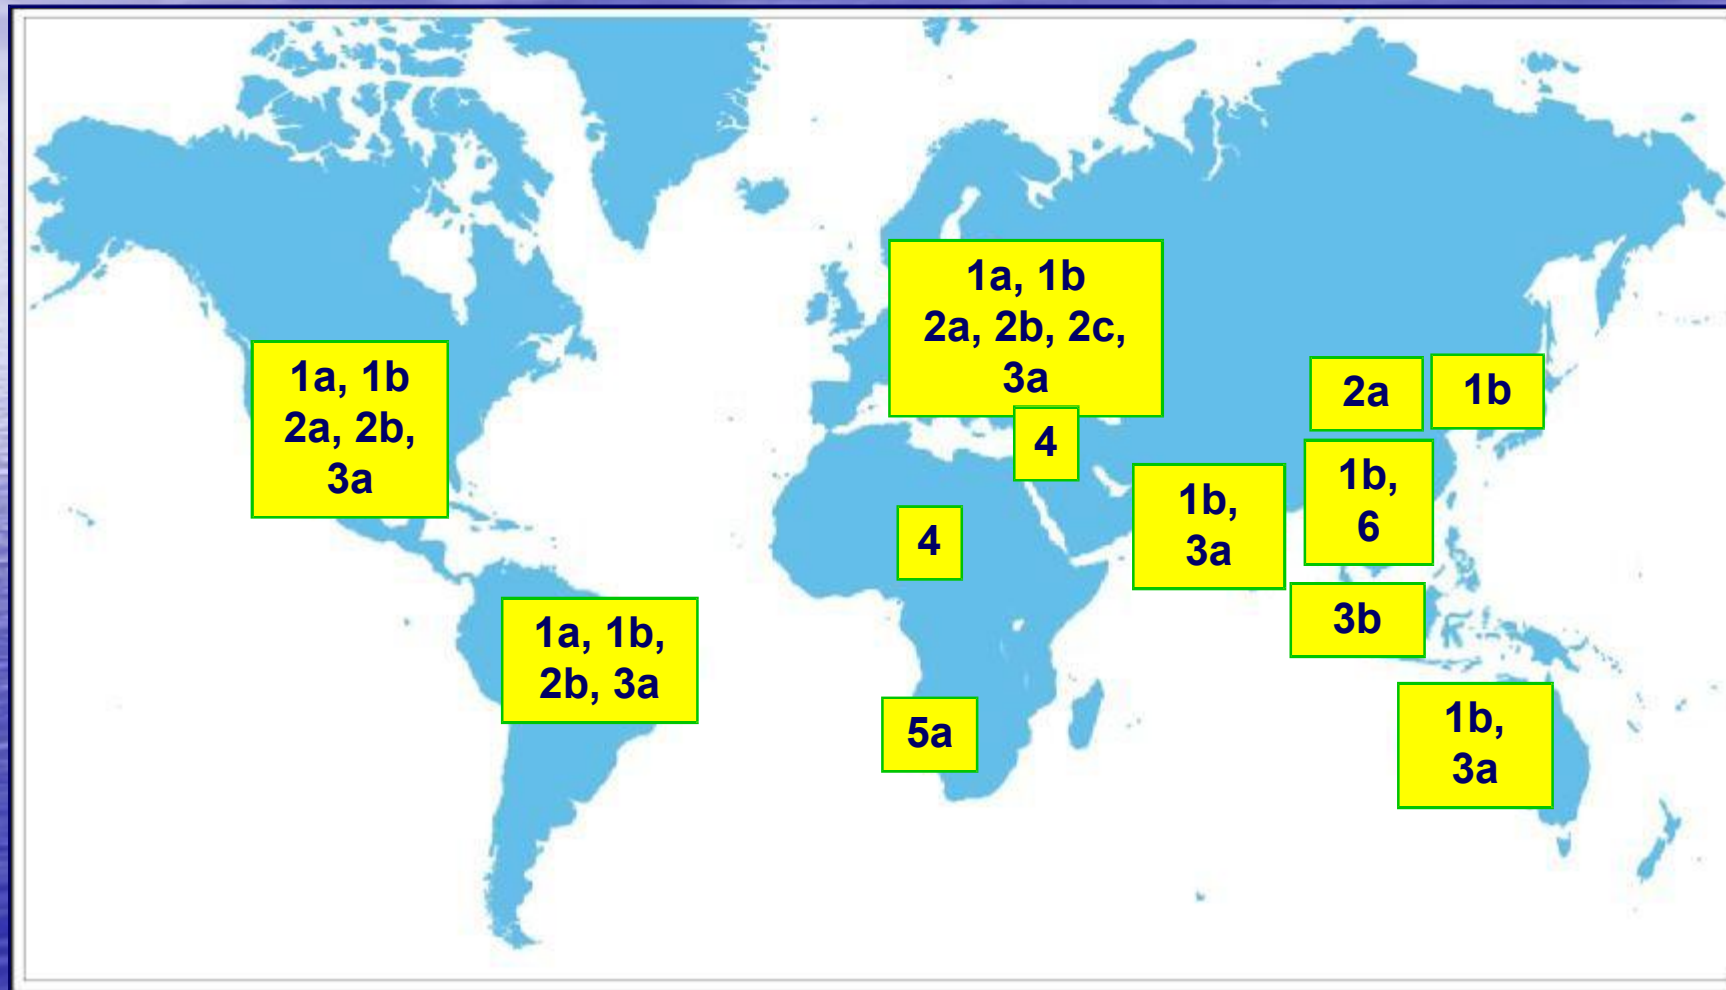 1a, 1b
2a, 2b, 2c,
3a
1a, 1b
2a, 2b,
3a
2a
1b
4
1b,
6
1b,
3a
4
3b
1a, 1b,
2b, 3a
5a
1b,
3a